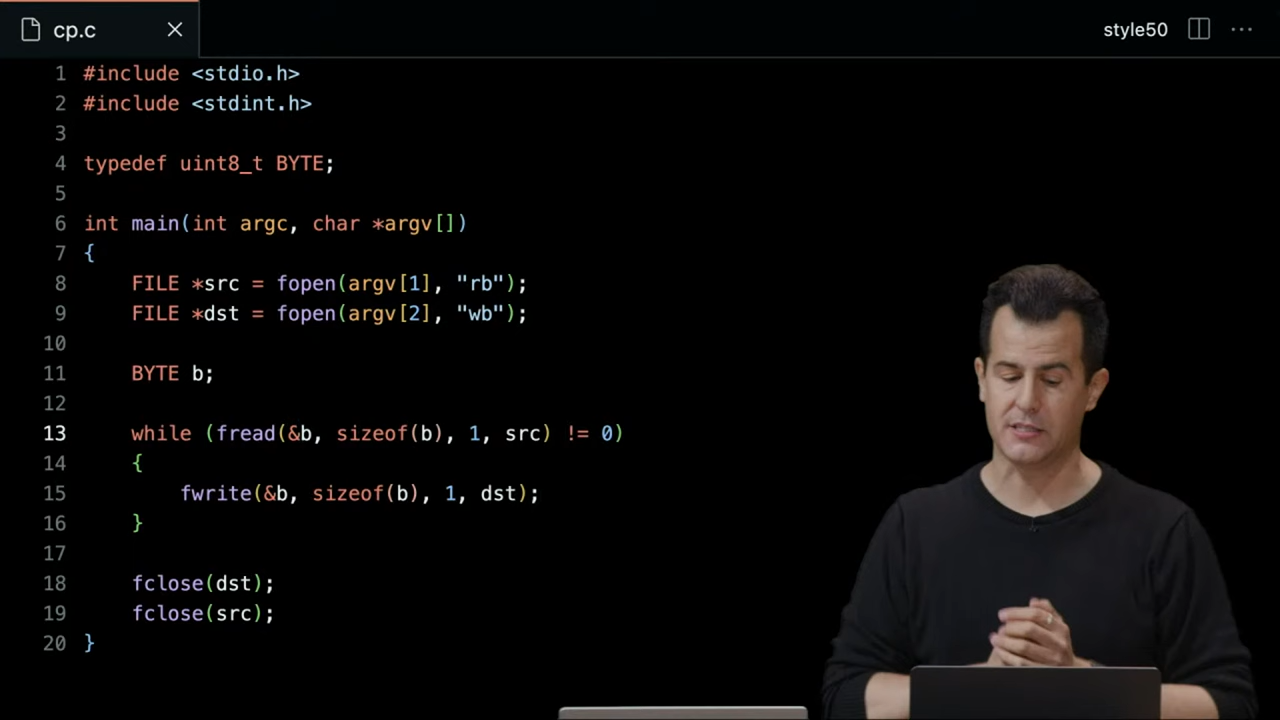 cp.c
style50
1 #include <stdio.h>
2 #include <stdint.h>
3
4 typedef uint8_t BYTE;
5
6 int main(int argc, char *argv[])
7 {
8     FILE *src = fopen(argv[1], "rb");
9     FILE *dst = fopen(argv[2], "wb");
10
11     BYTE b;
12
13     while (fread(&b, sizeof(b), 1, src) != 0)
14     {
15         fwrite(&b, sizeof(b), 1, dst);
16     }
17
18     fclose(dst);
19     fclose(src);
20 }